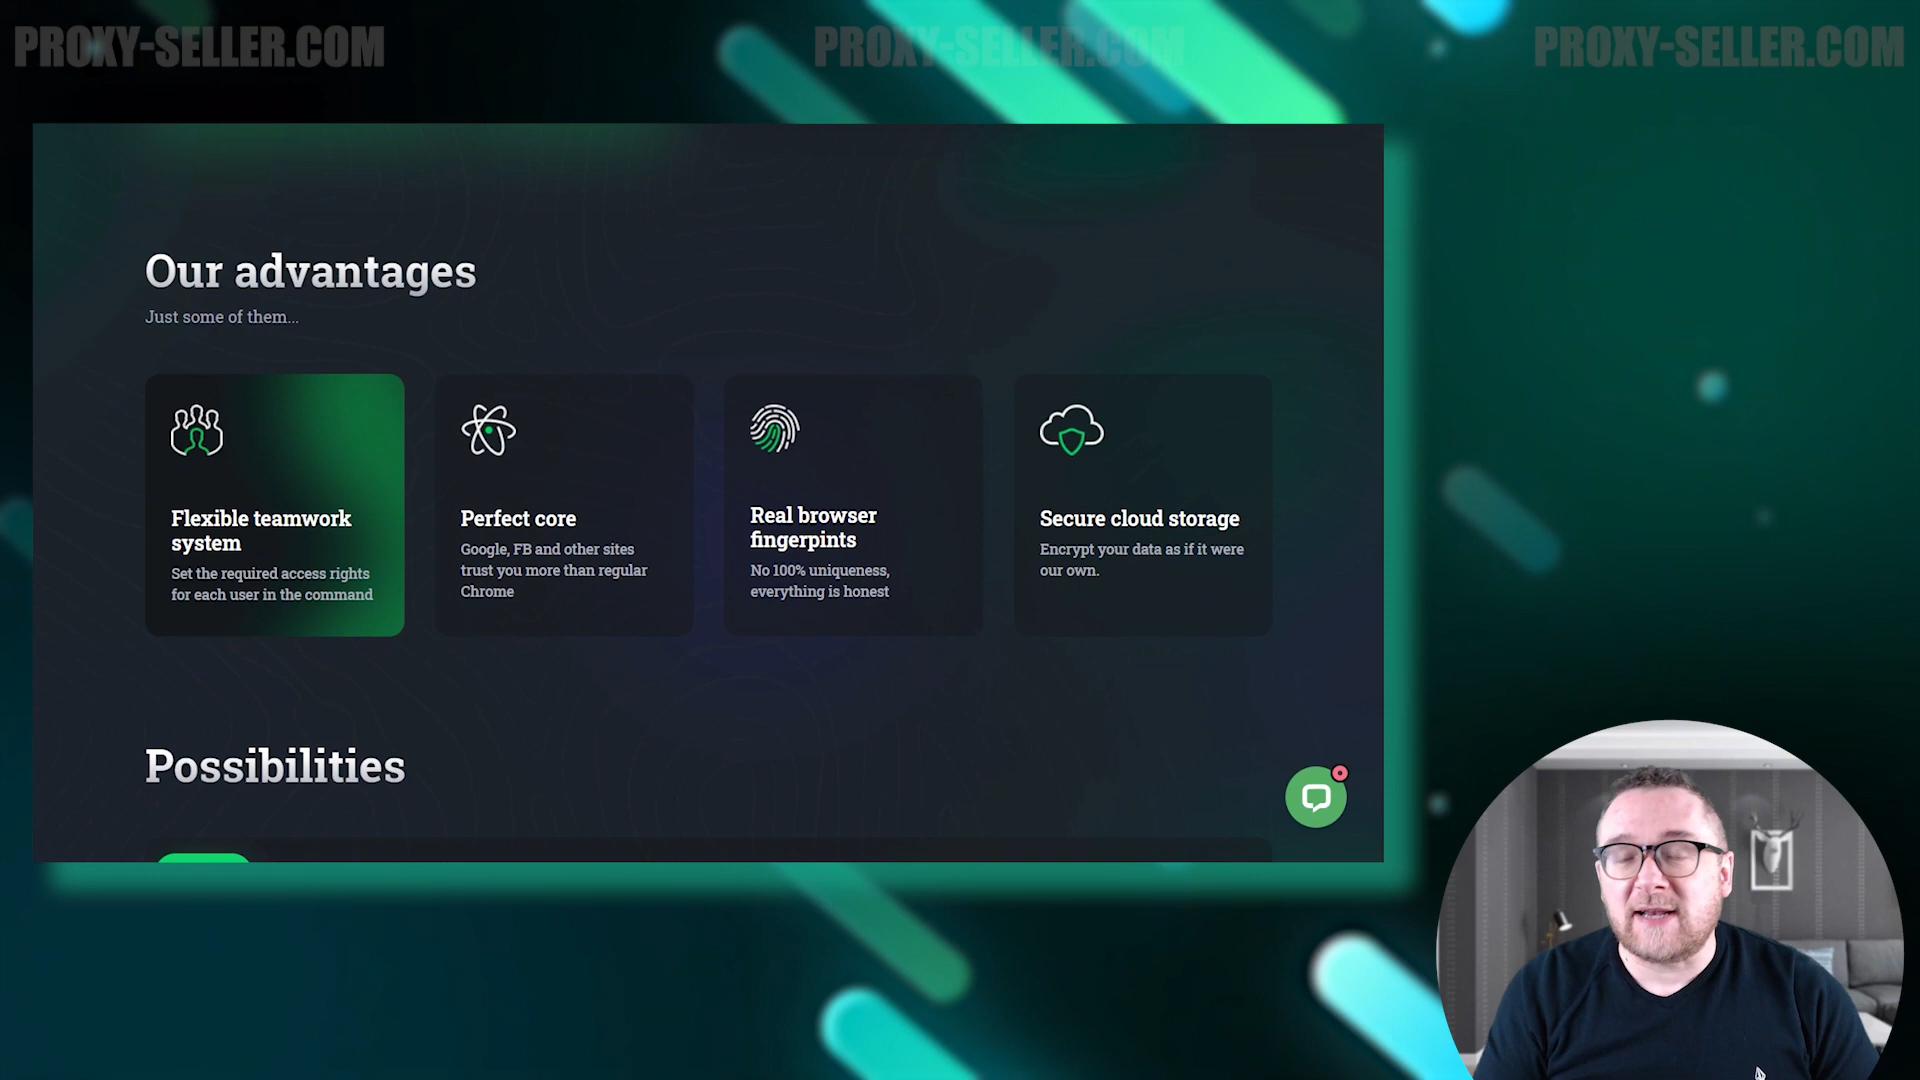 PROXY-SELLER.COM PROXY-SELLER.COM PROXY-SELLER.COM
Our advantages
Just some of them...
Flexible teamwork
system
Set the required access rights
for each user in the command
Perfect core
Google, FB and other sites
trust you more than regular
Chrome
Real browser
fingerpints
No 100% uniqueness,
everything is honest
Secure cloud storage
Encrypt your data as if it were
our own.
Possibilities